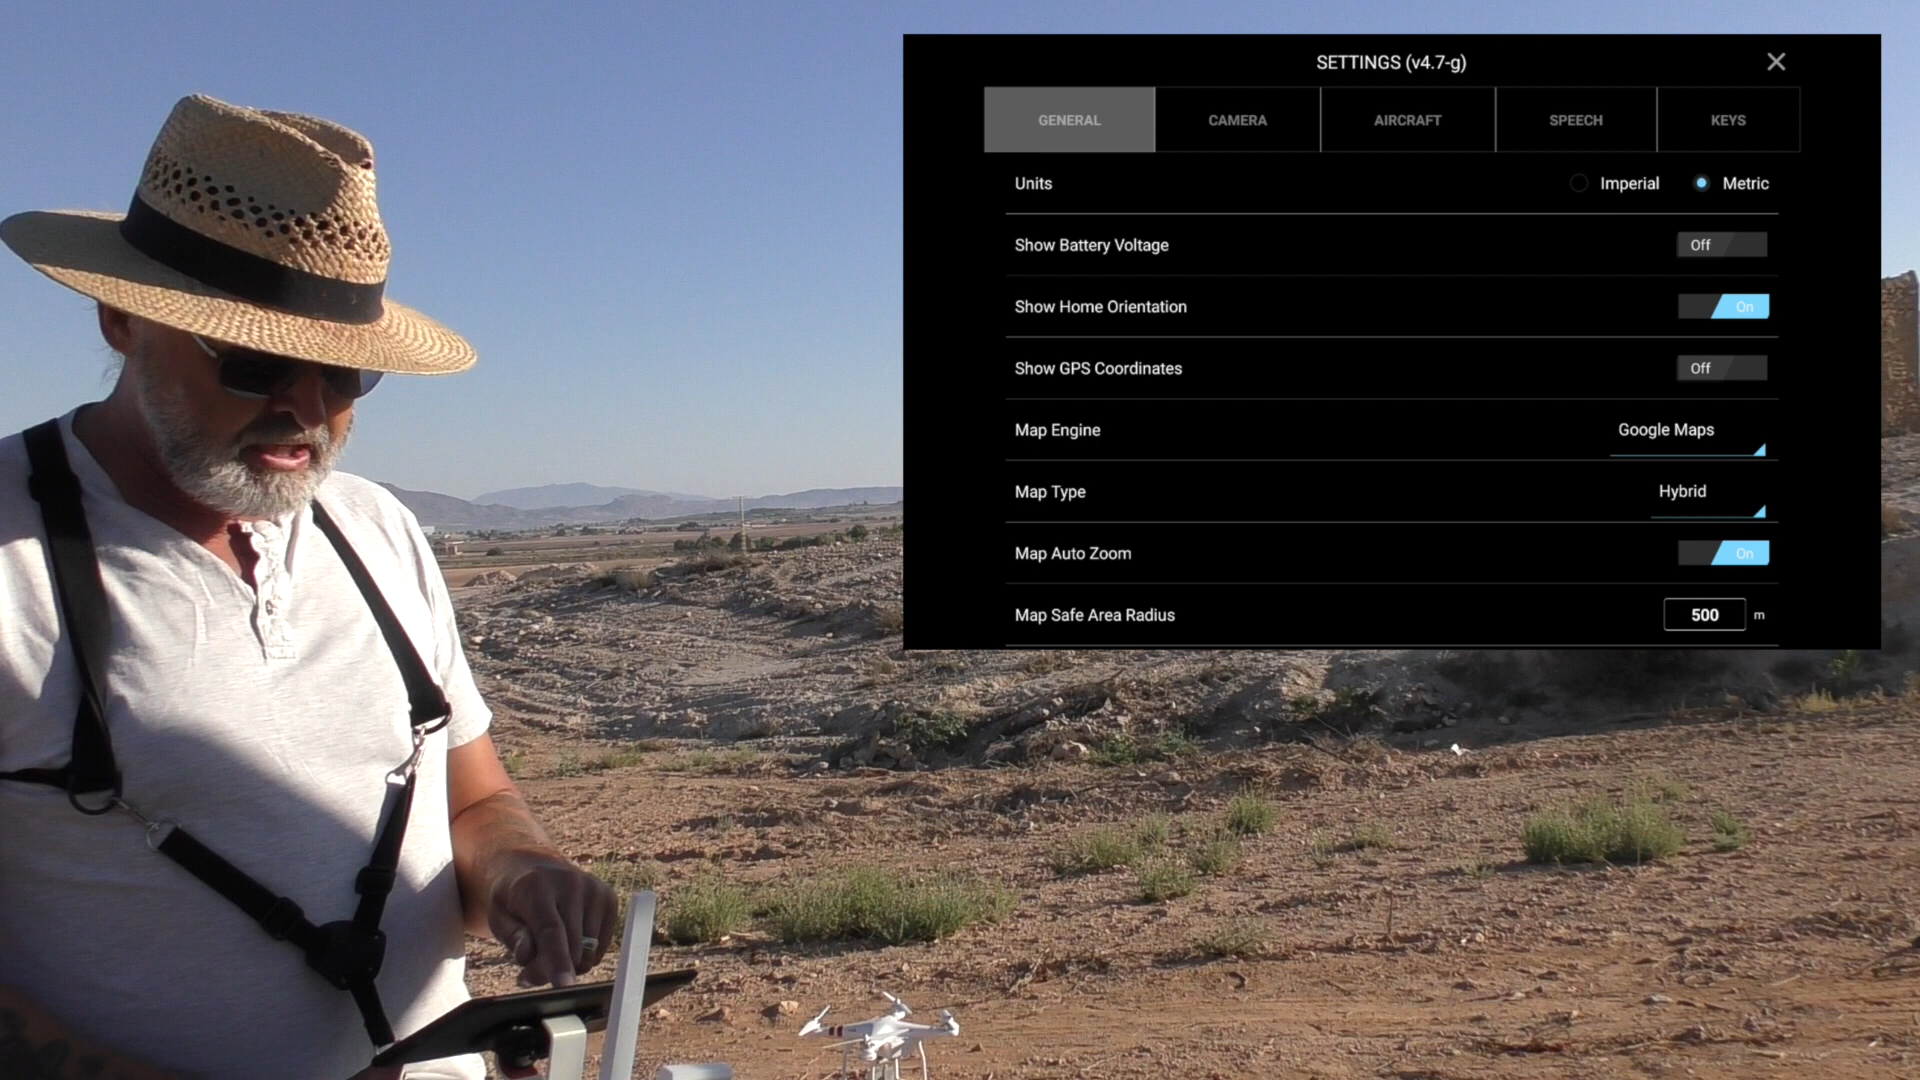 SETTINGS (v4.7-g)
GENERAL CAMERA AIRCRAFT SPEECH KEYS
Units Imperial Metric
Show Battery Voltage Off
Show Home Orientation On
Show GPS Coordinates Off
Map Engine Google Maps
Map Type Hybrid
Map Auto Zoom On
Map Safe Area Radius 500 m